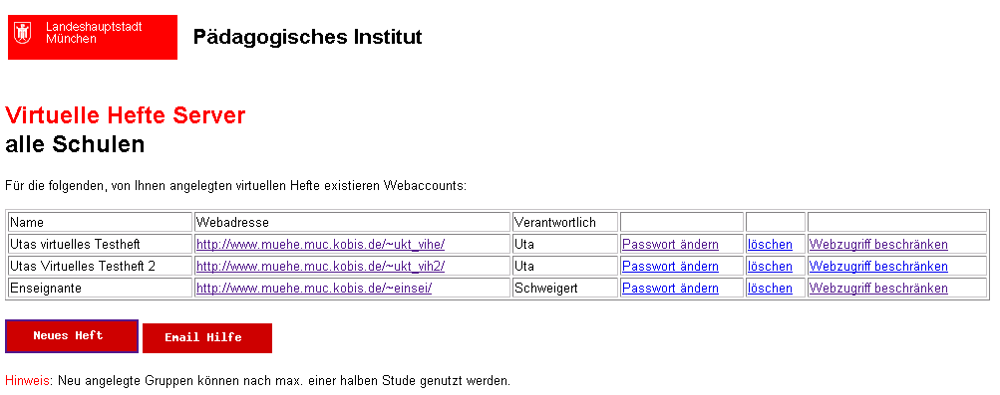 Landeshauptstadt
München
Pädagogisches Institut
Virtuelle Hefte Server
alle Schulen
Für die folgenden, von Ihnen angelegten virtuellen Hefte existieren Webaccounts:
Name Webadresse Verantwortlich
Utas virtuelles Testheft http://www.muehe.muc.kobis.de/~ukt_vihe/ Uta Passwort ändern löschen Webzugriff beschränken
Utas Virtuelles Testheft 2 http://www.muehe.muc.kobis.de/~ukt_vih2/ Uta Passwort ändern löschen Webzugriff beschränken
Enseignante http://www.muehe.muc.kobis.de/~einsei/ Schweigert Passwort ändern löschen Webzugriff beschränken
Neues Heft Email Hilfe
Hinweis: Neu angelegte Gruppen können nach max. einer halben Stude genutzt werden.